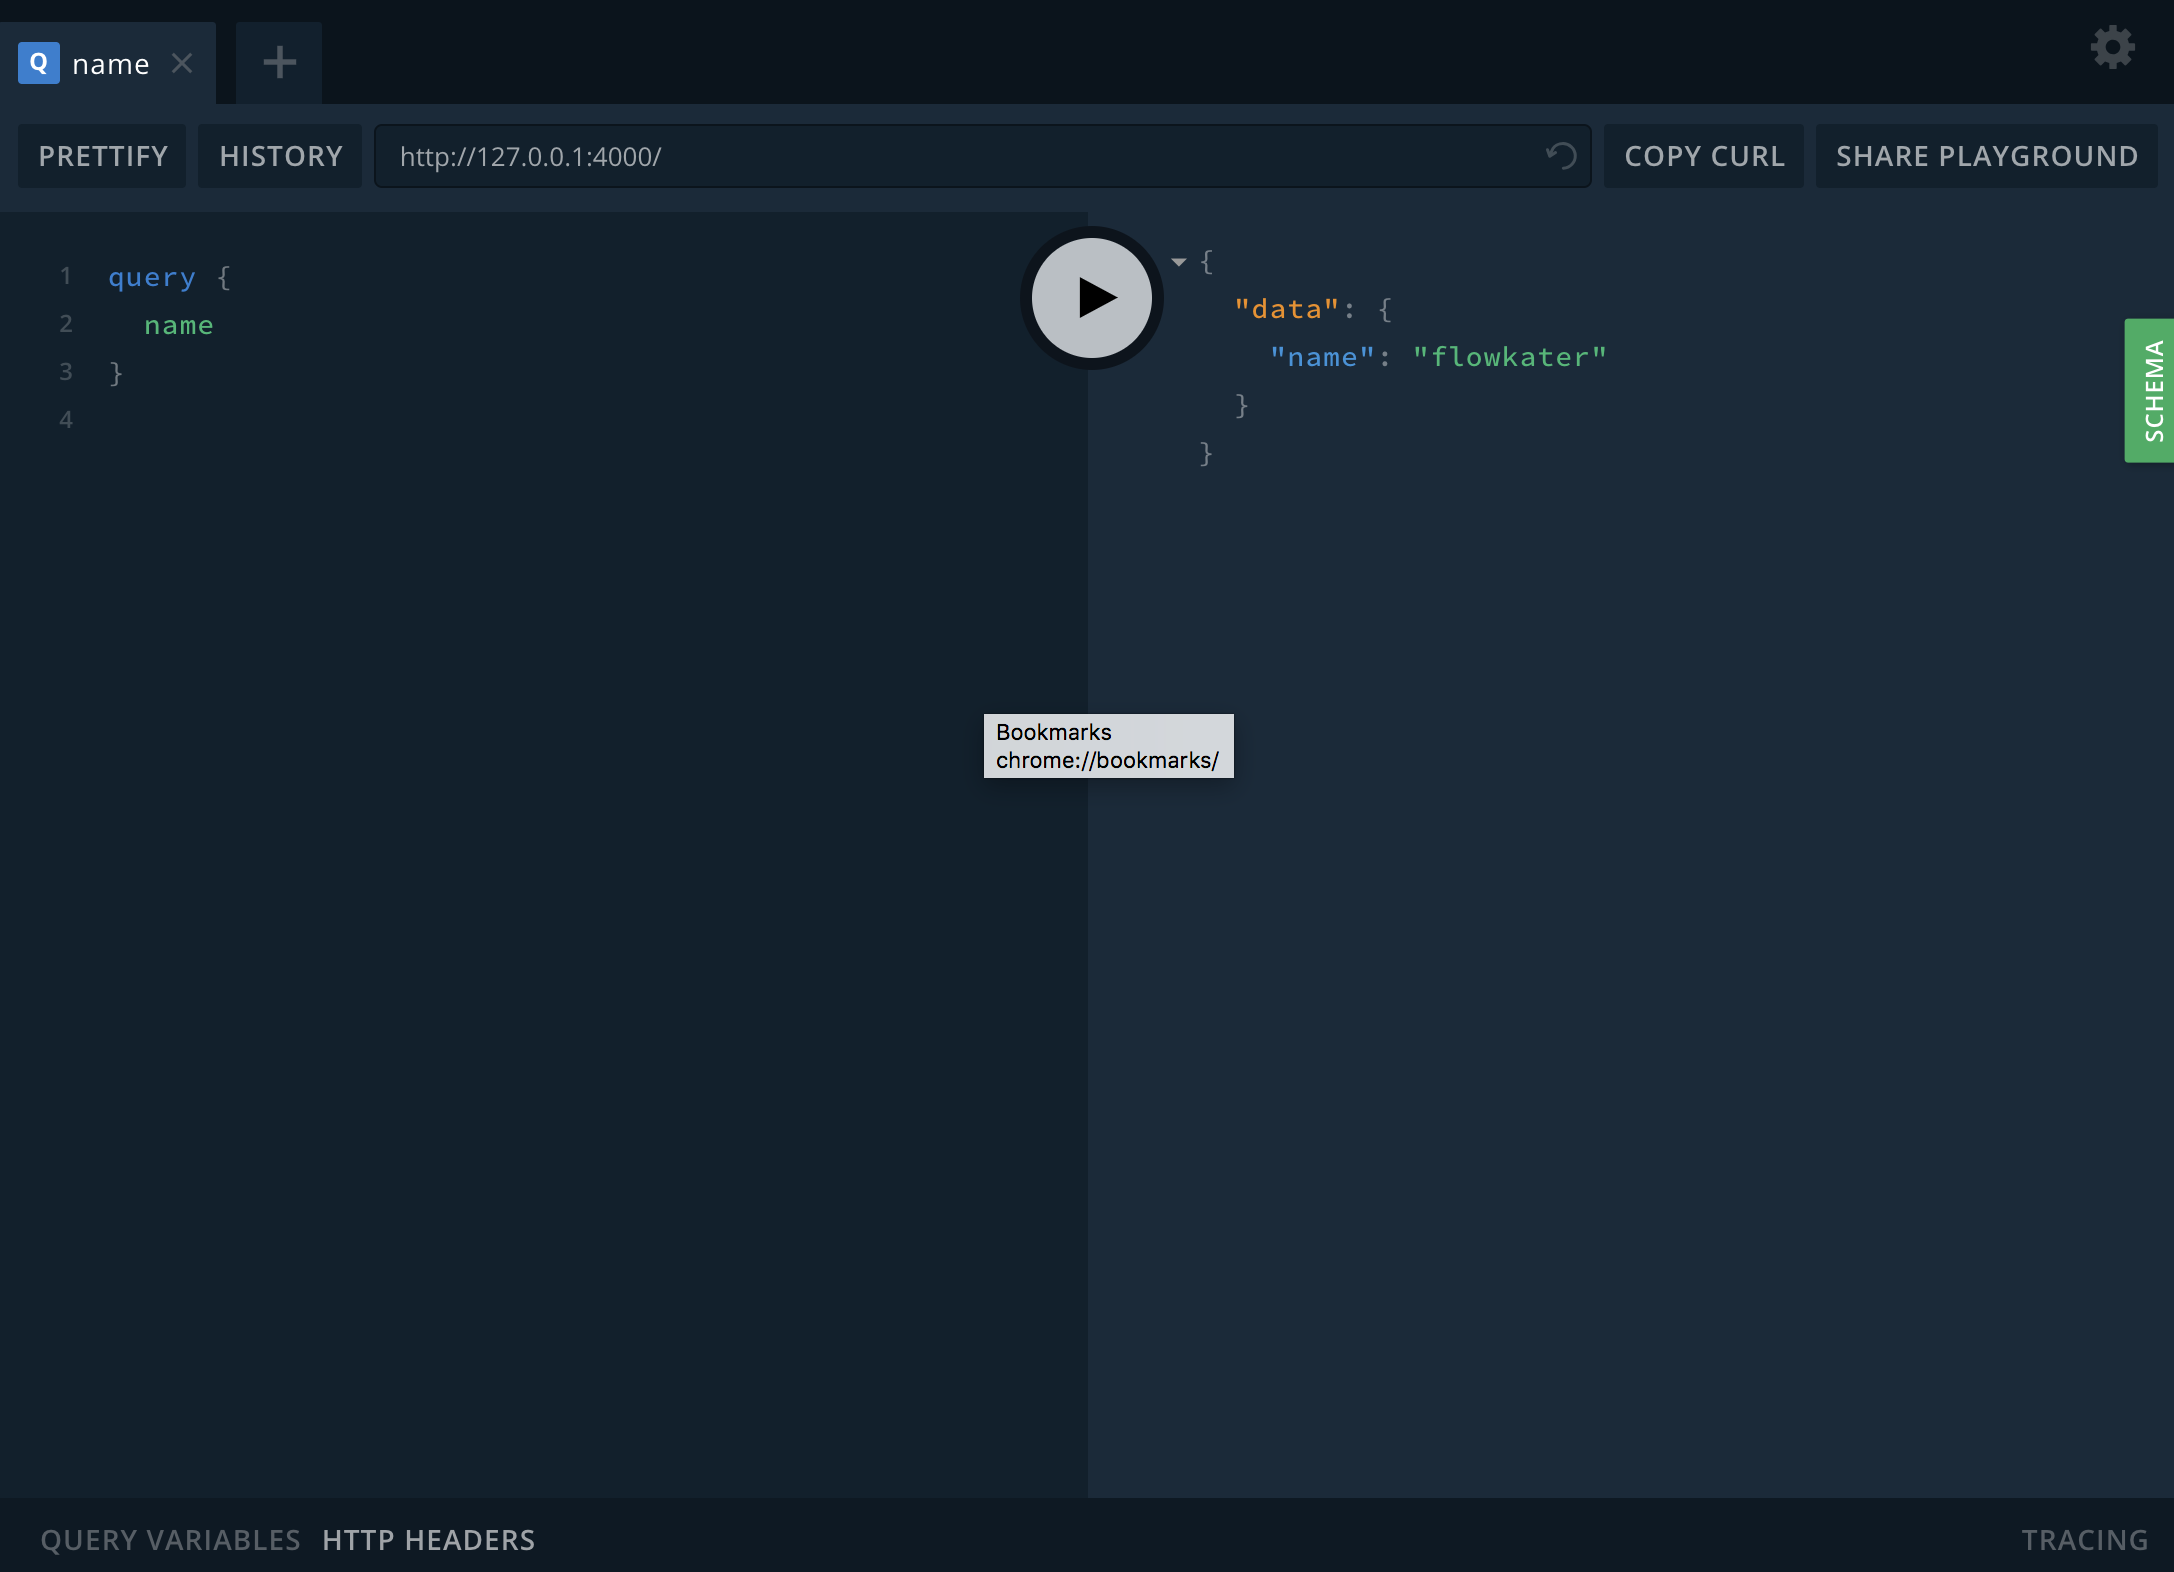 Q name
PRETTIFY HISTORY http://127.0.0.1:4000/ COPY CURL SHARE PLAYGROUND
1 query {
2 name
3 }
4
{
"data": {
"name": "flowkater"
}
}
SCHEMA
Bookmarks
chrome://bookmarks/
QUERY VARIABLES HTTP HEADERS TRACING